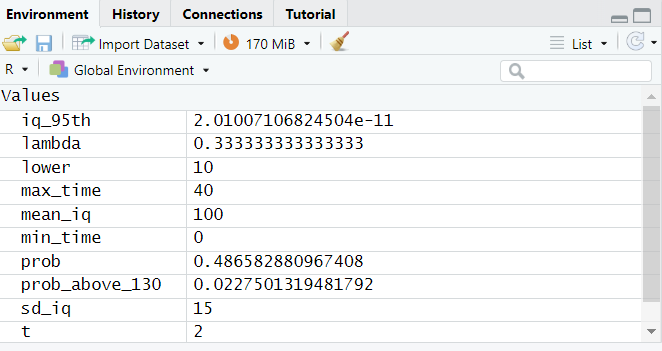 Environment History Connections Tutorial
Import Dataset 170 MiB List
R Global Environment
Values
iq_95th 2.01007106824504e-11
lambda 0.333333333333333
lower 10
max_time 40
mean_iq 100
min_time 0
prob 0.486582880967408
prob_above_130 0.0227501319481792
sd_iq 15
t 2